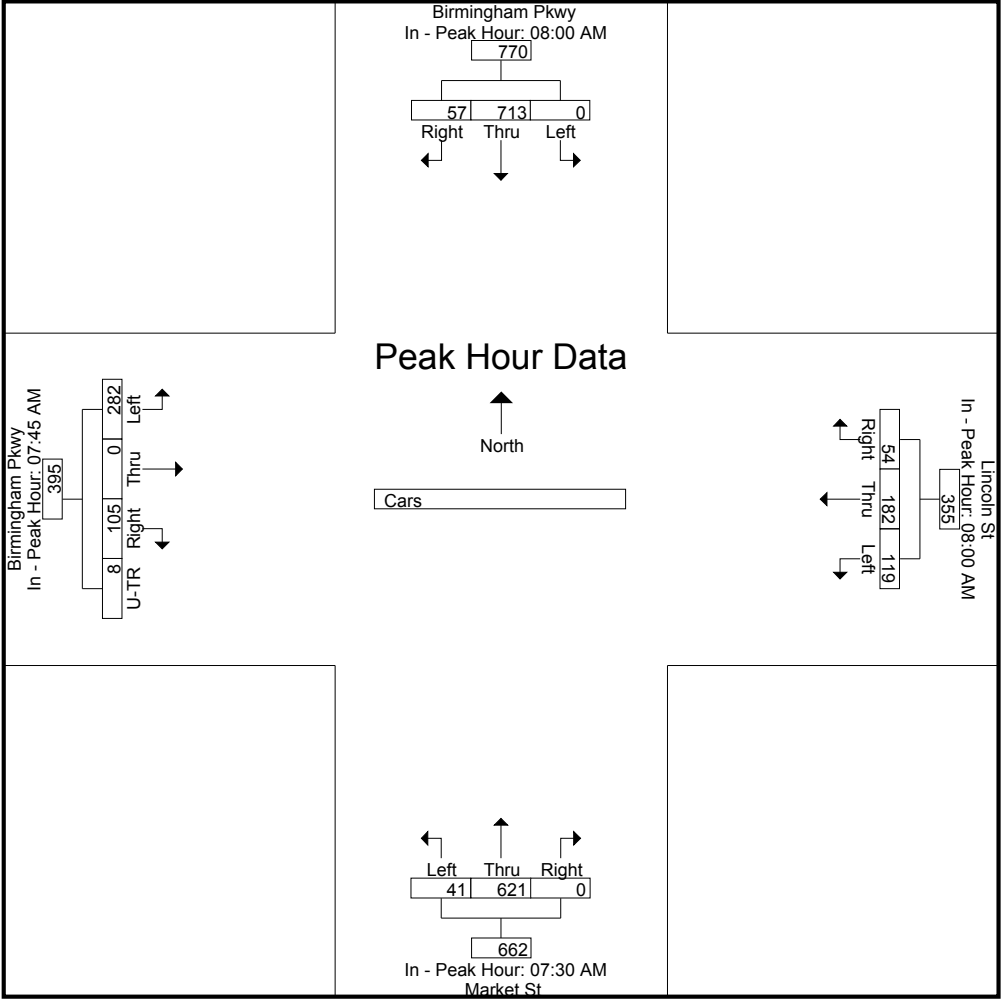 Birmingham Pkwy
In - Peak Hour: 08:00 AM
770
57 713 0
Right Thru Left
Peak Hour Data
North
Cars
Birmingham Pkwy
In - Peak Hour: 07:45 AM
395
282 0 105 8
Left Thru Right U-TR
Lincoln St
In - Peak Hour: 08:00 AM
355
54 182 119
Right Thru Left
Left Thru Right
41 621 0
662
In - Peak Hour: 07:30 AM
Market St